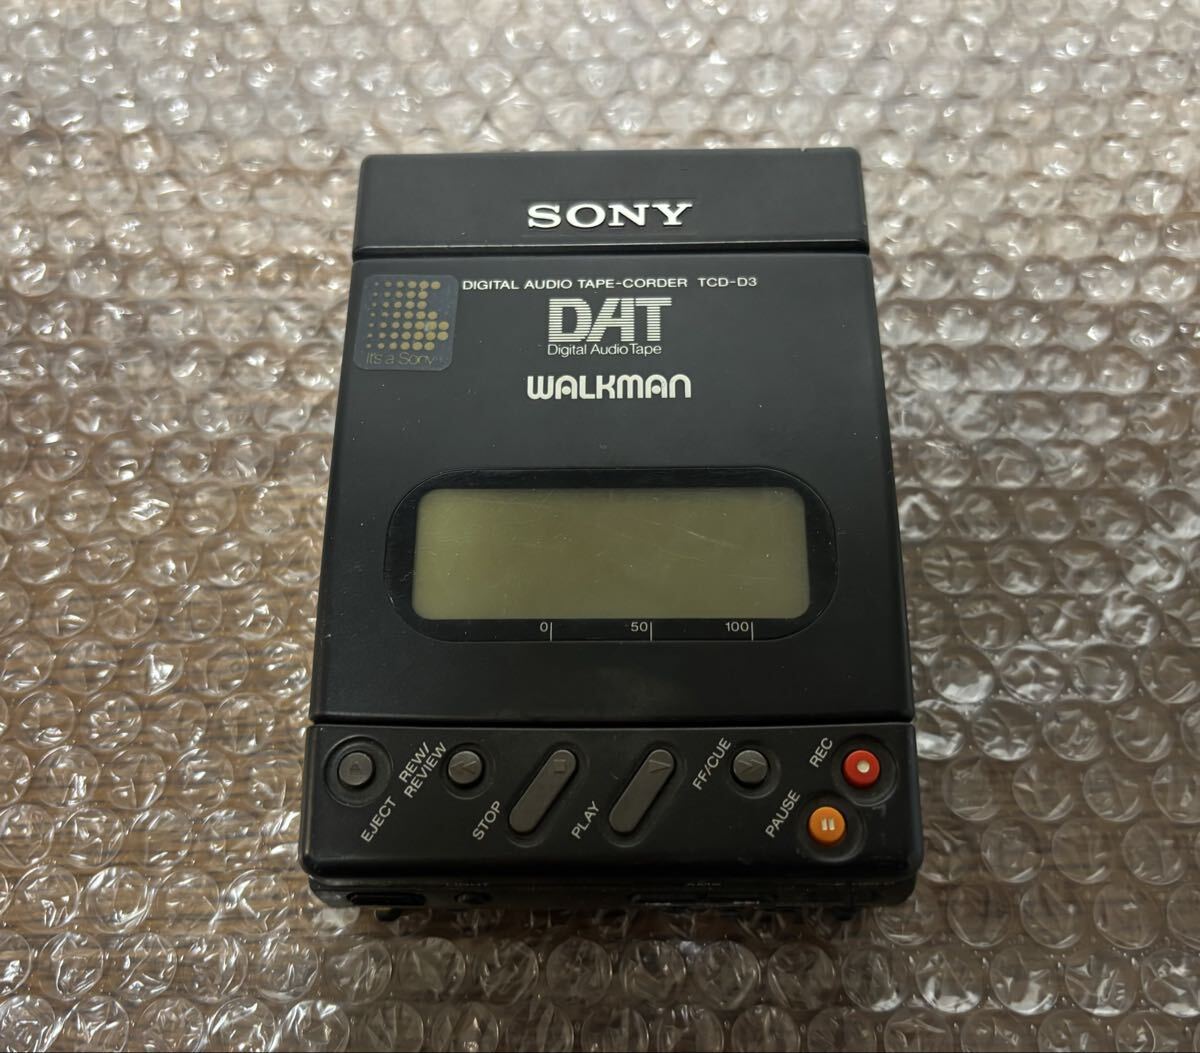 SONY
DIGITAL AUDIO TAPE-CORDER TCD-D3
DAT
Digital Audio Tape
It's a Sony
WALKMAN
0 50 100
EJECT
REW/
REVIEW
STOP
PLAY
FF/CUE
REC
PAUSE